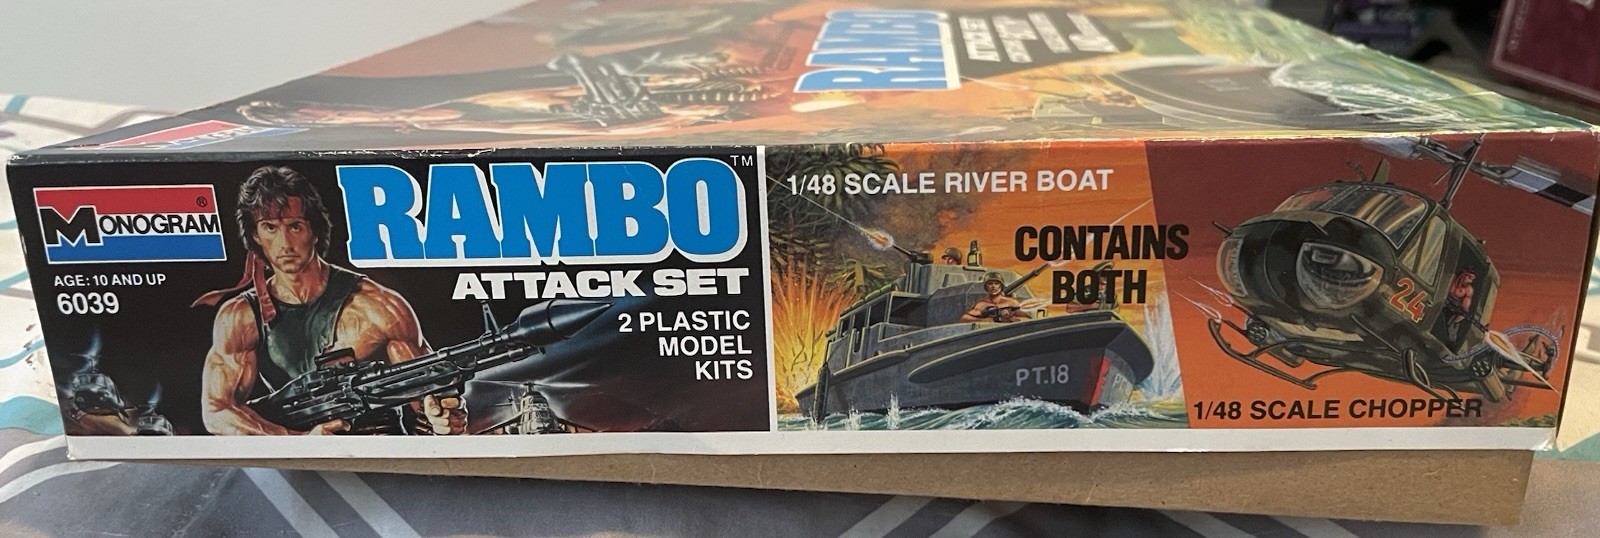 RAMBO
MONOGRAM®
AGE: 10 AND UP
6039
RAMBO™
ATTACK SET
2 PLASTIC
MODEL
KITS
1/48 SCALE RIVER BOAT
CONTAINS
BOTH
PT.18
24
1/48 SCALE CHOPPER